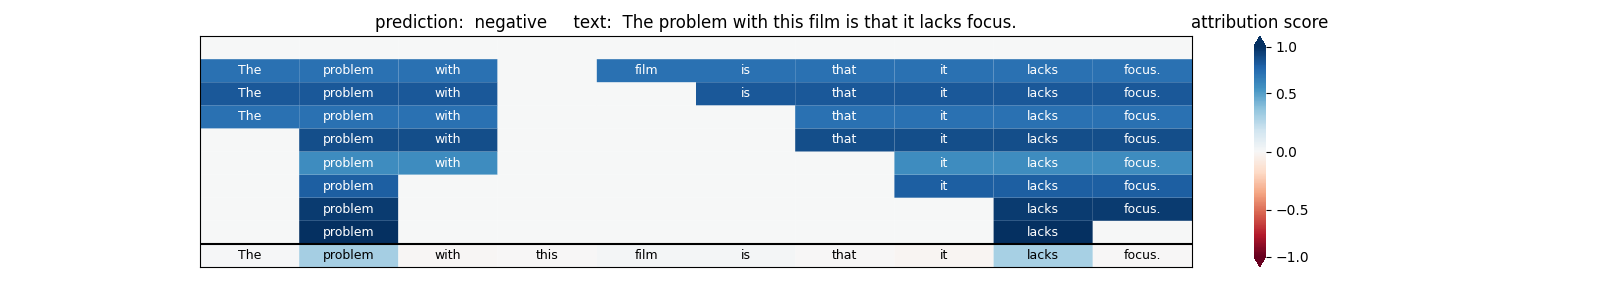 prediction:  negative     text:  The problem with this film is that it lacks focus.     attribution score
The problem with film is that it lacks focus. 1.0
The problem with is that it lacks focus. 0.5
The problem with that it lacks focus.
problem with that it lacks focus. 0.0
problem with it lacks focus.
problem it lacks focus.
problem lacks focus. −0.5
problem lacks
The problem with this film is that it lacks focus. −1.0